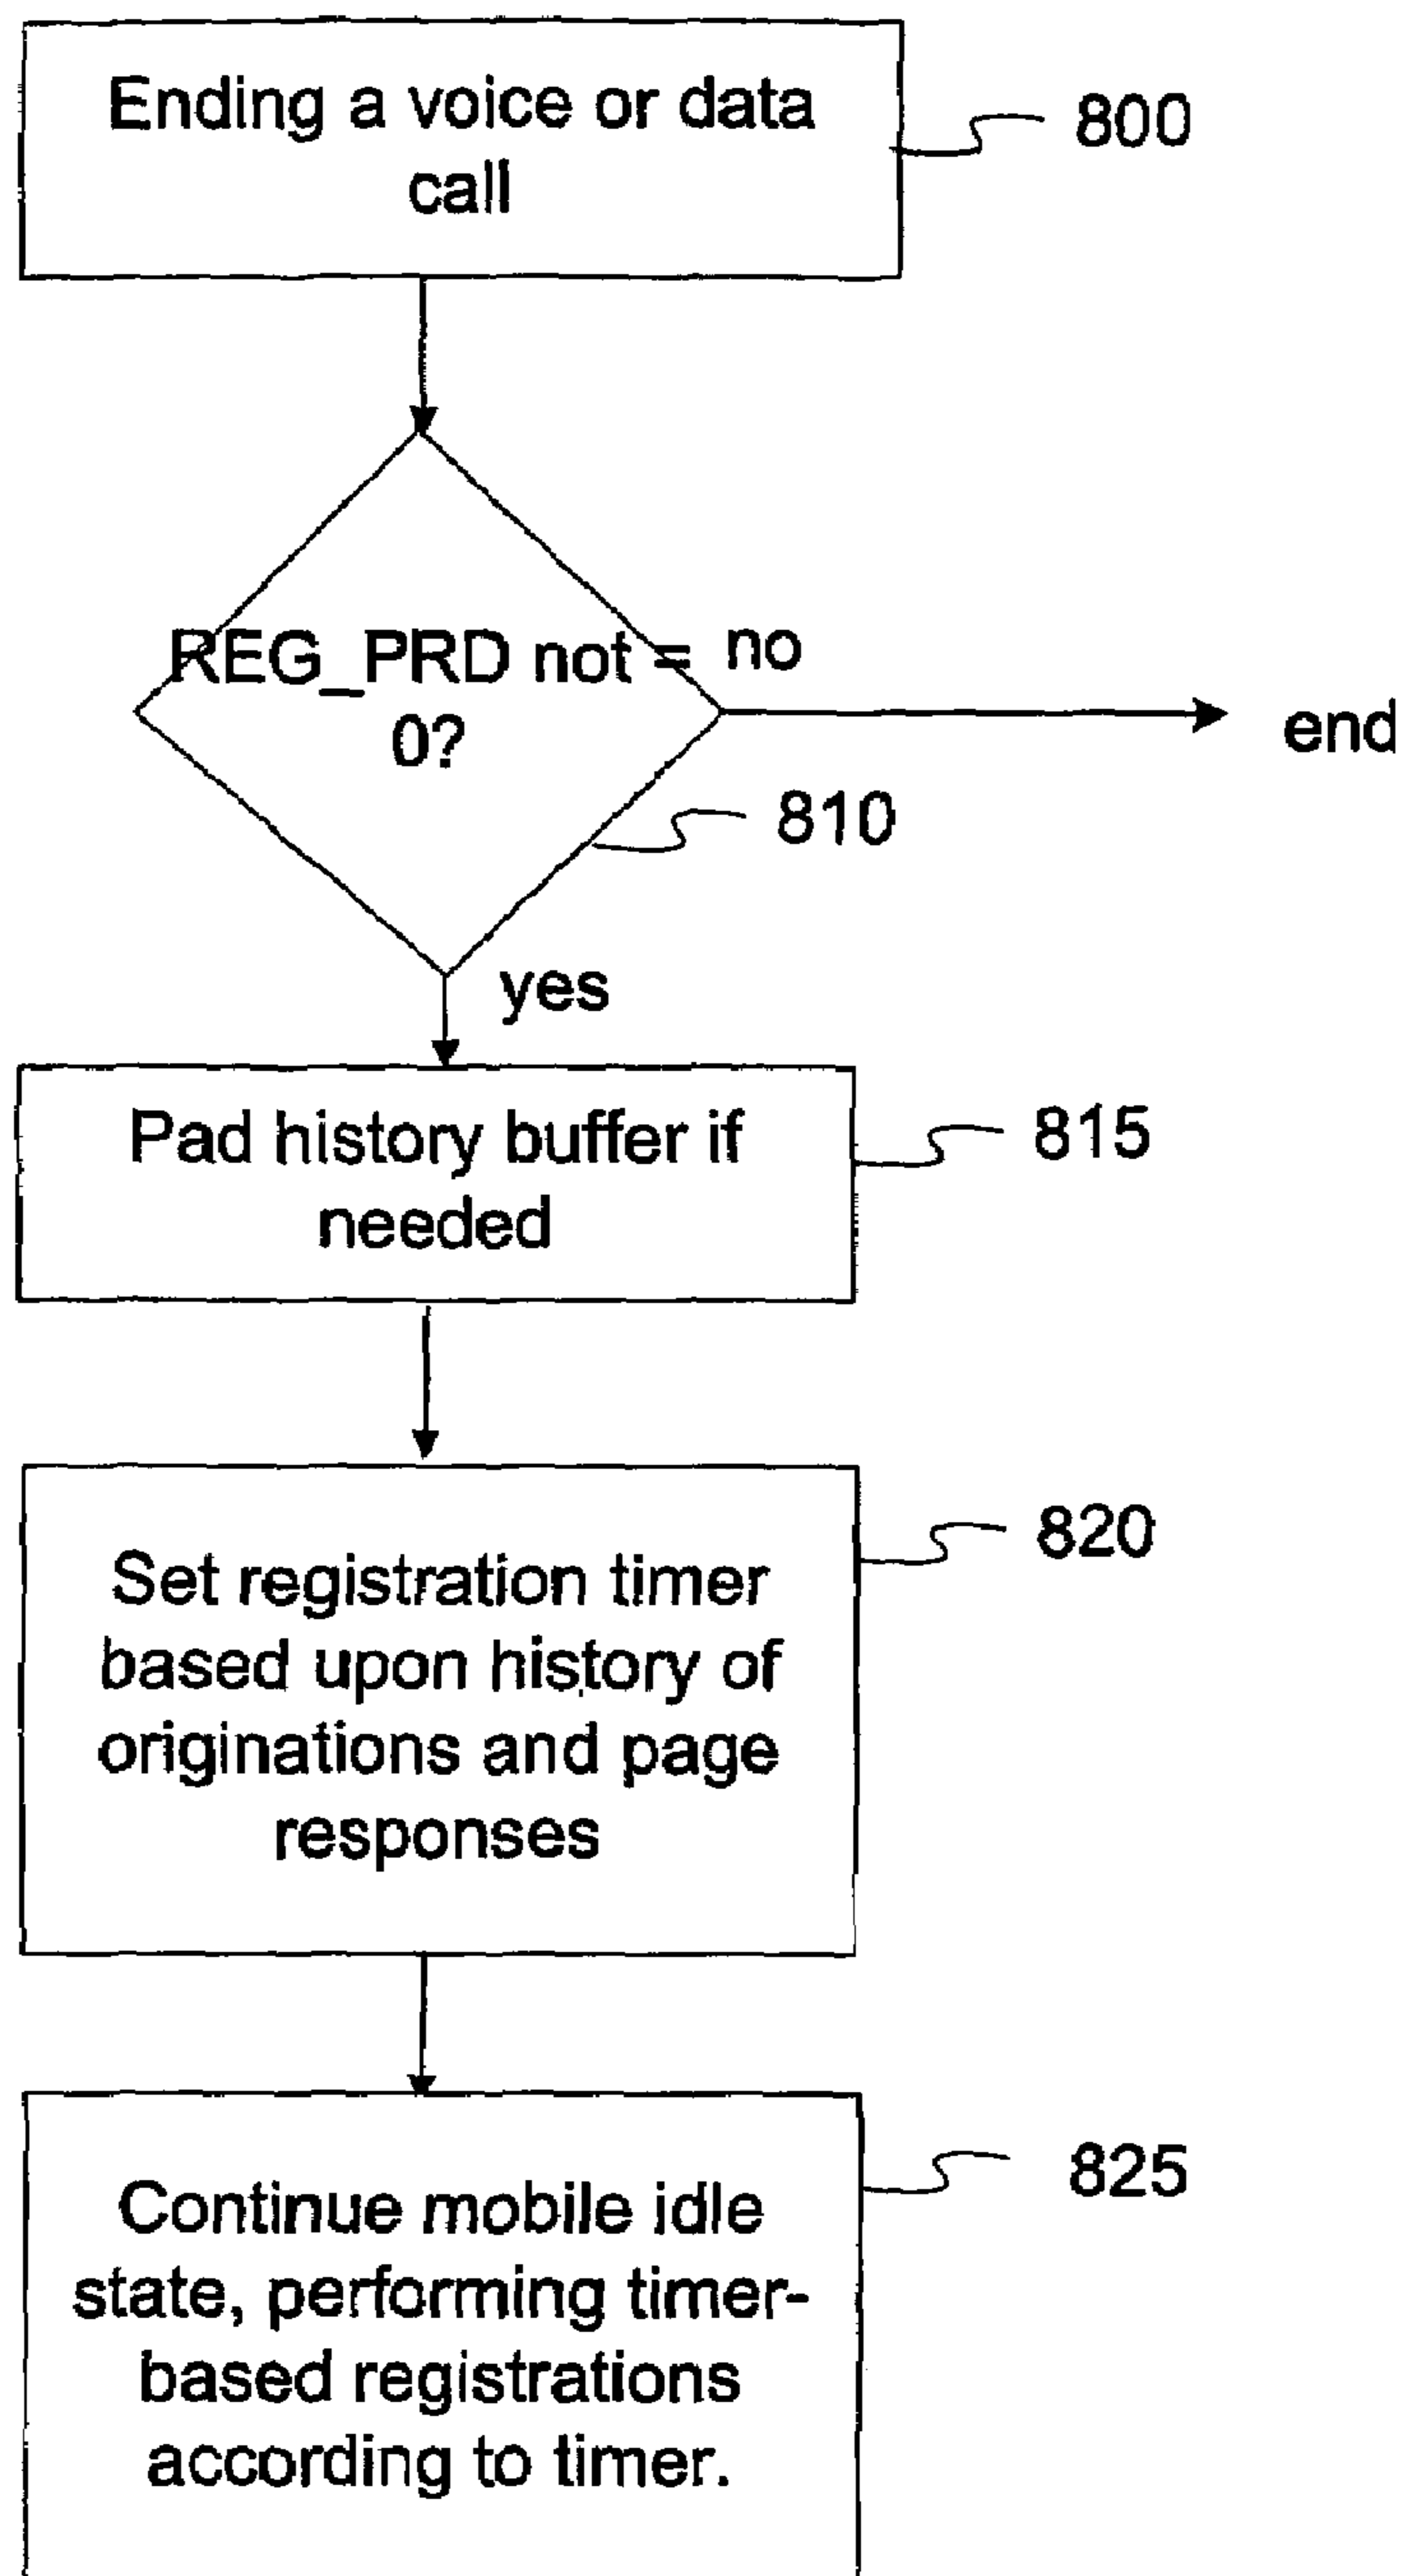 Ending a voice or data
call
800
REG_PRD not =
0?
no
end
810
yes
Pad history buffer if
needed
815
Set registration timer
based upon history of
originations and page
responses
820
Continue mobile idle
state, performing timer-
based registrations
according to timer.
825